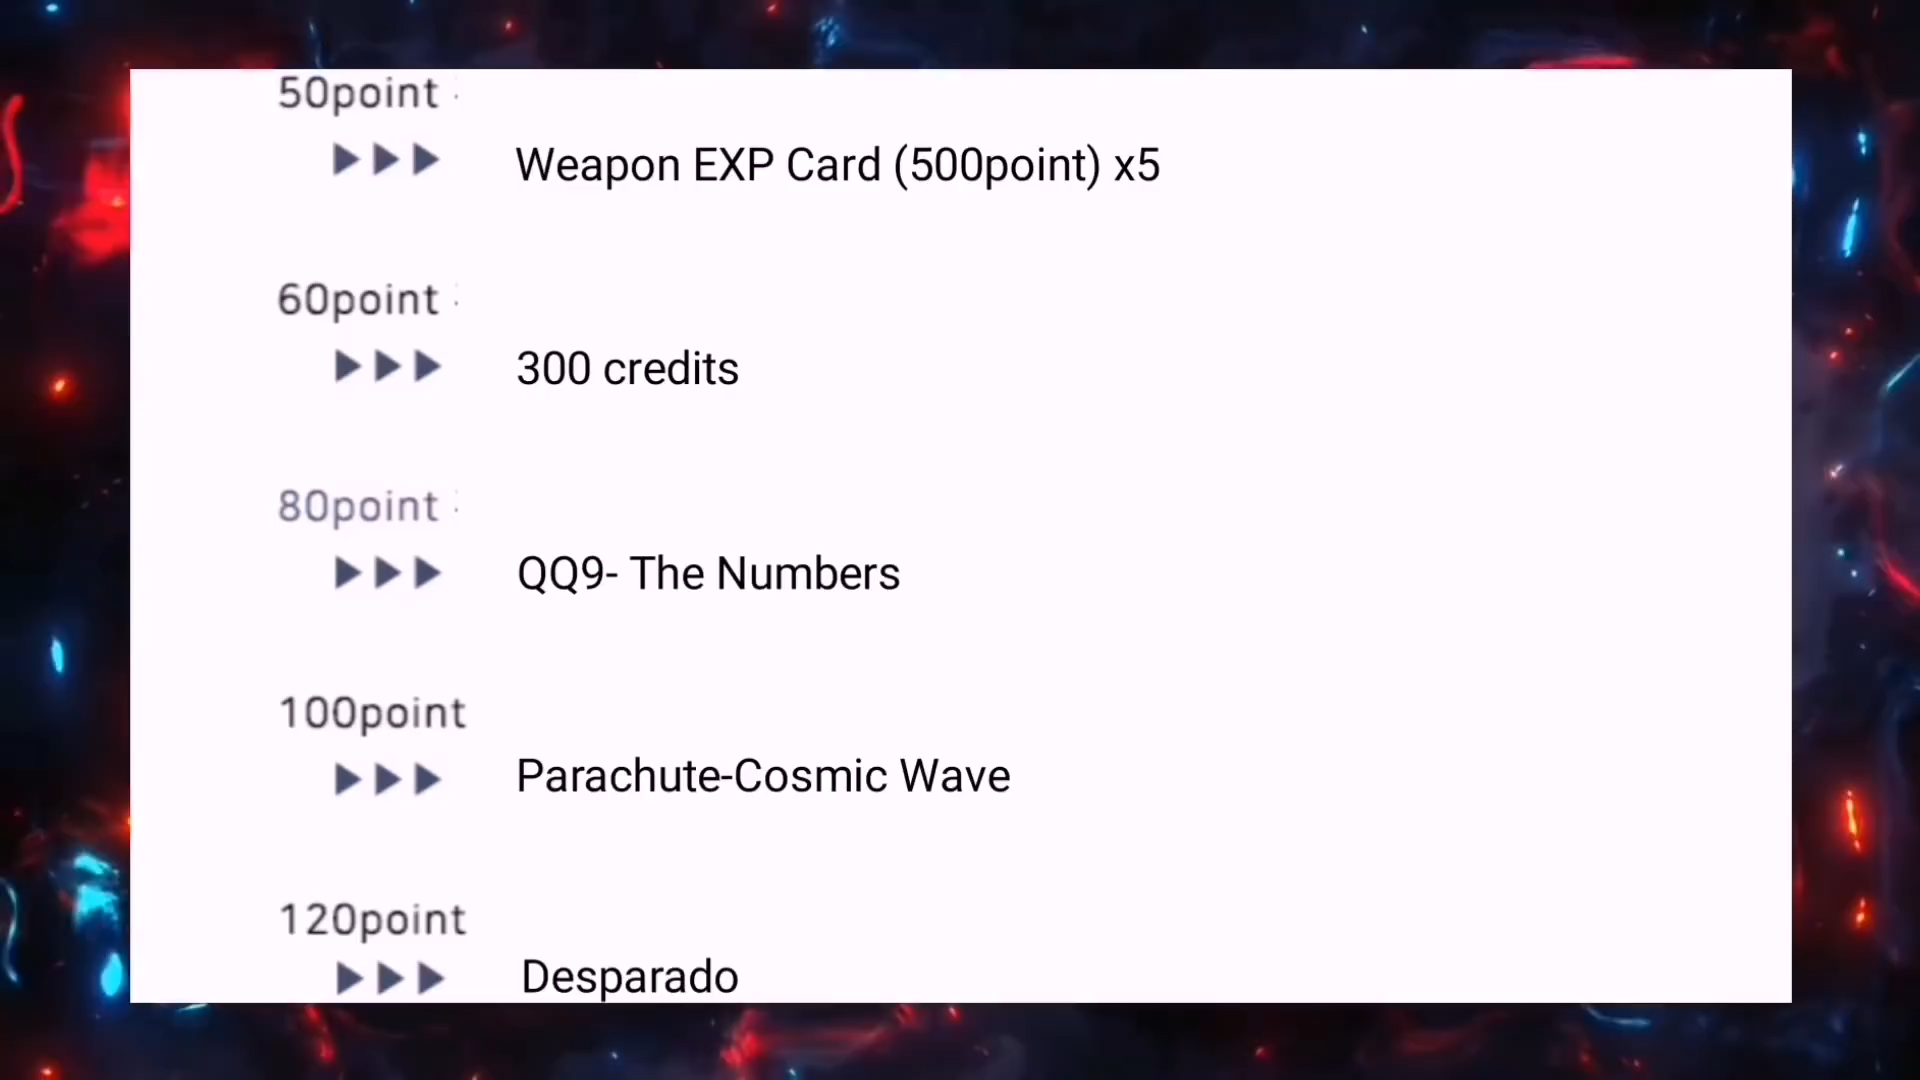 50point :
▶▶▶ Weapon EXP Card (500point) x5
60point :
▶▶▶ 300 credits
80point :
▶▶▶ QQ9- The Numbers
100point
▶▶▶ Parachute-Cosmic Wave
120point
▶▶▶ Desparado